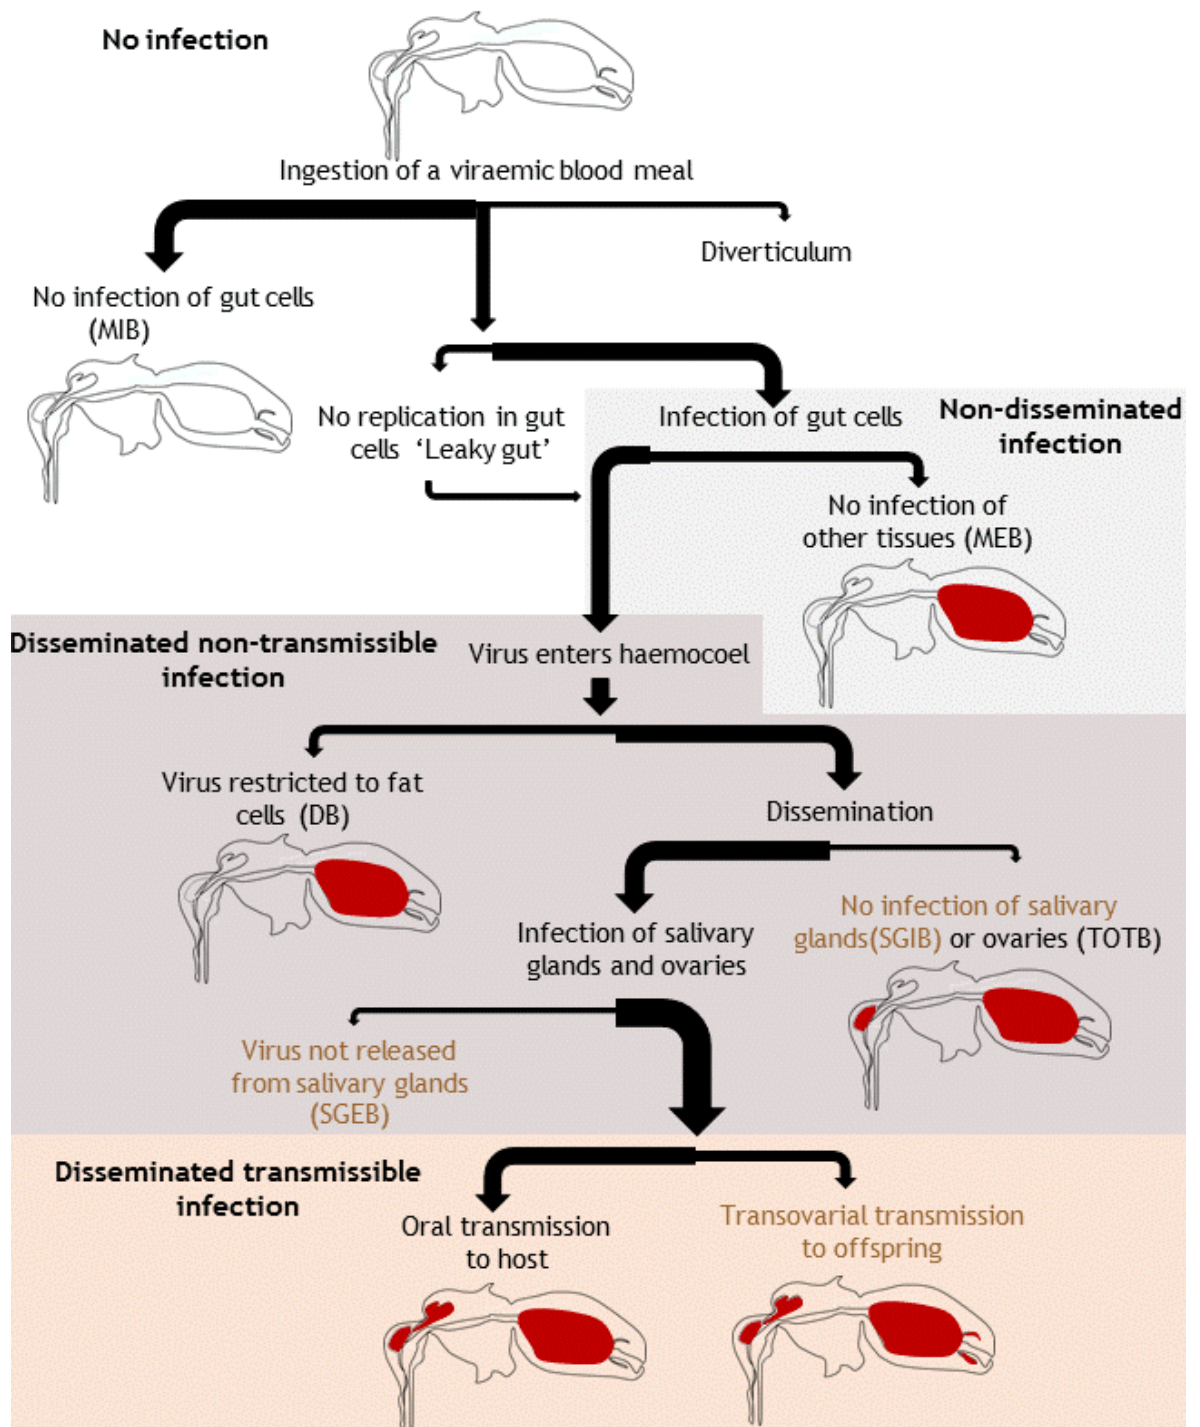 No infection
Ingestion of a viraemic blood meal
Diverticulum
No infection of gut cells
(MIB)
No replication in gut
cells ‘Leaky gut’
Infection of gut cells
Non-disseminated
infection
No infection of
other tissues (MEB)
Disseminated non-transmissible
infection
Virus enters haemocoel
Virus restricted to fat
cells (DB)
Dissemination
Infection of salivary
glands and ovaries
No infection of salivary
glands(SGIB) or ovaries (TOTB)
Virus not released
from salivary glands
(SGEB)
Disseminated transmissible
infection
Oral transmission
to host
Transovarial transmission
to offspring